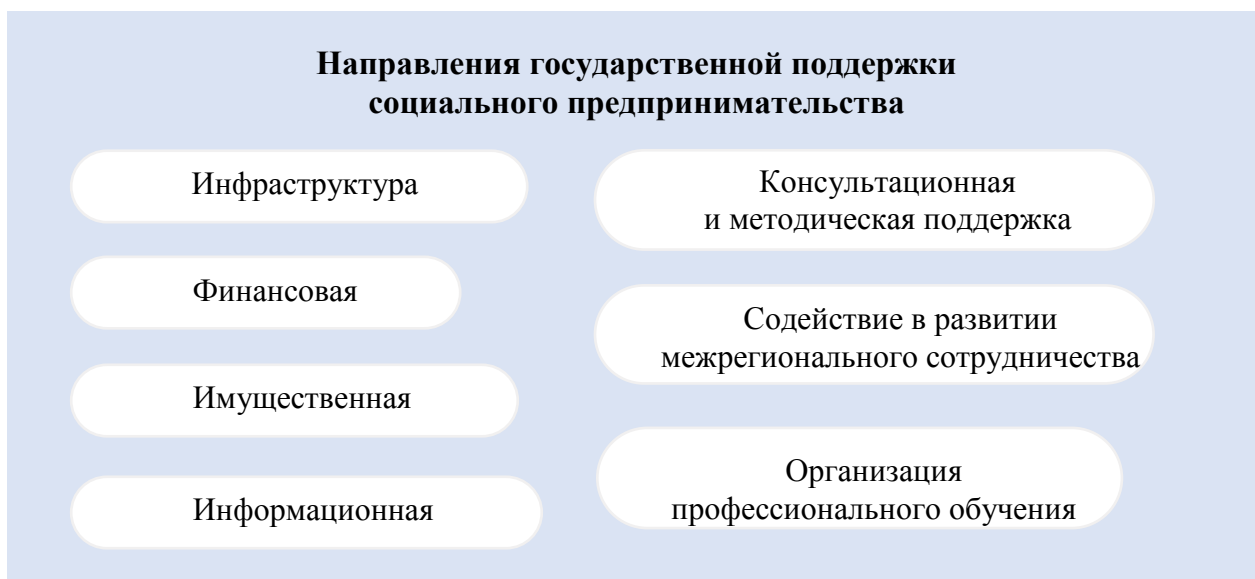 Направления государственной поддержки
социального предпринимательства
Инфраструктура
Финансовая
Имущественная
Информационная
Консультационная
и методическая поддержка
Содействие в развитии
межрегионального сотрудничества
Организация
профессионального обучения